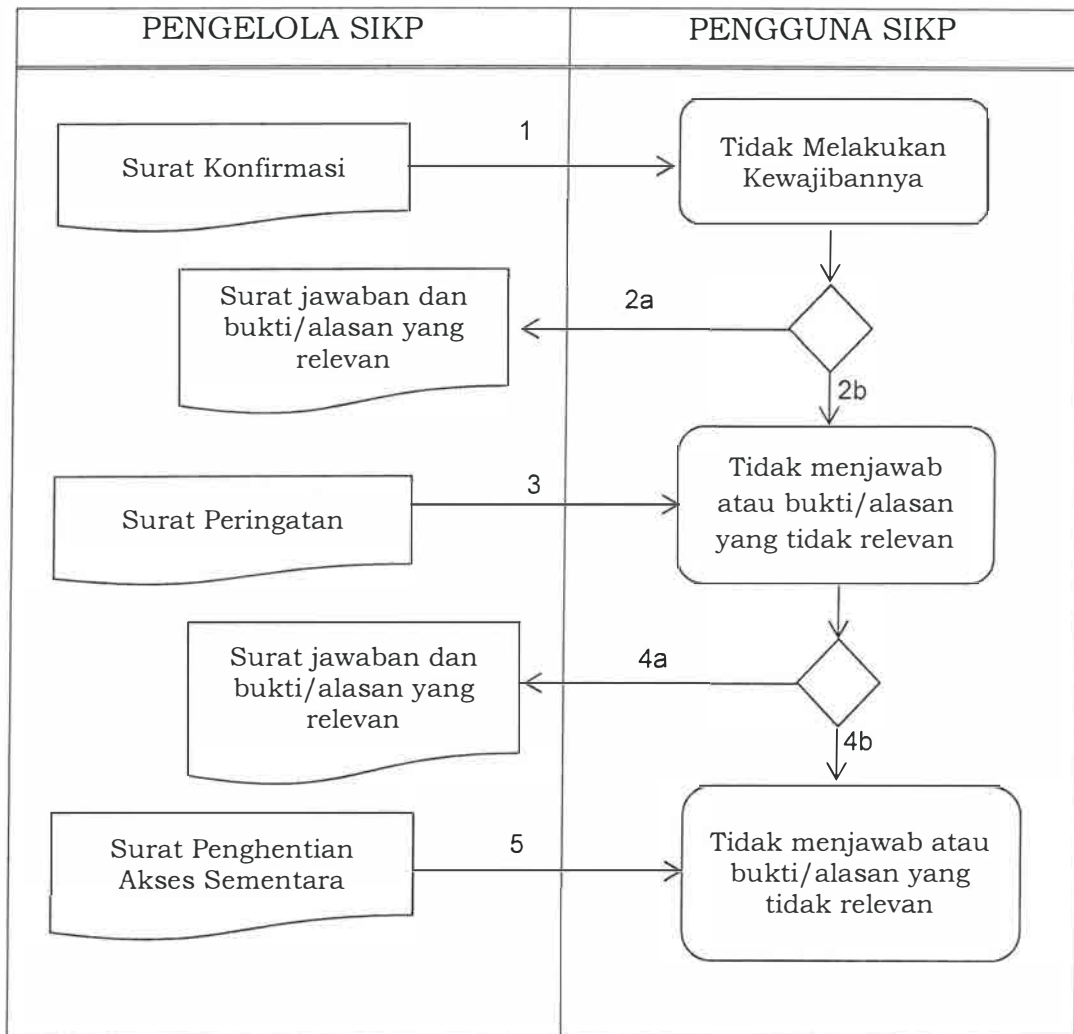 PENGELOLA SIKP
PENGGUNA SIKP
Surat Konfirmasi
1
Tidak Melakukan
Kewajibannya
Surat jawaban dan
bukti/alasan yang
relevan
2a
2b
Surat Peringatan
3
Tidak menjawab
atau bukti/alasan
yang tidak relevan
Surat jawaban dan
bukti/alasan yang
relevan
4a
4b
Surat Penghentian
Akses Sementara
5
Tidak menjawab atau
bukti/alasan yang
tidak relevan